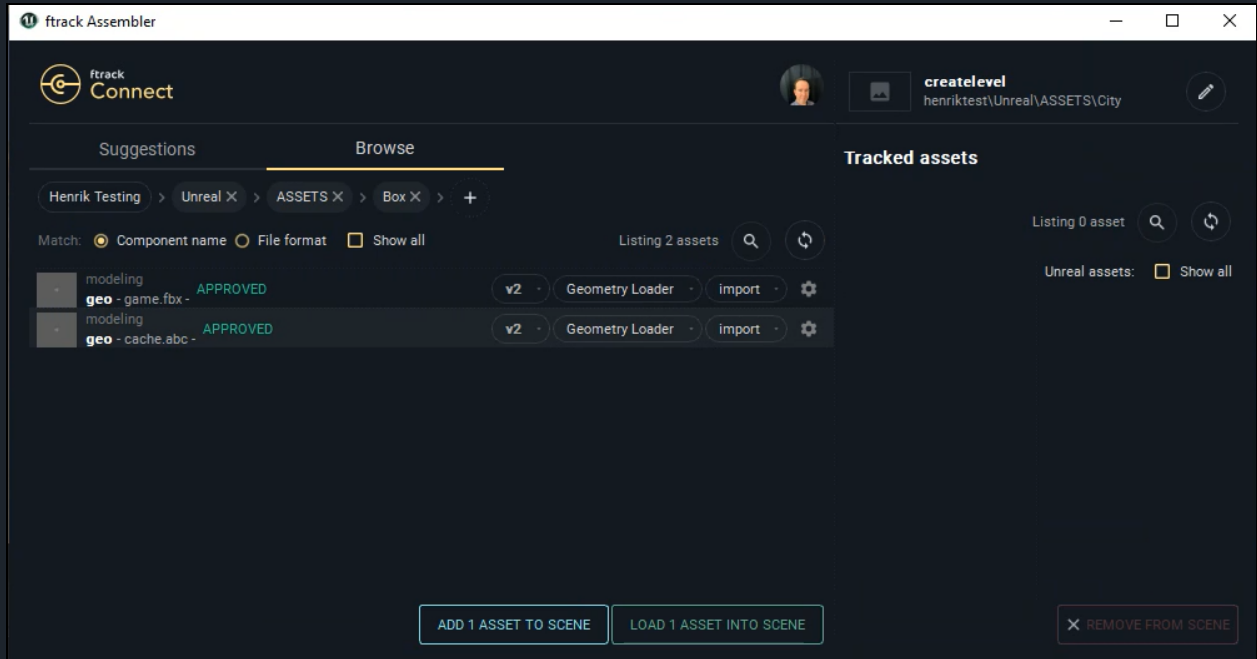 ftrack Assembler
ftrack
Connect
createlevel
henriktest\Unreal\ASSETS\City
Suggestions
Browse
Tracked assets
Henrik Testing > Unreal × > ASSETS × > Box × > +
Match: Component name File format Show all
Listing 2 assets
Listing 0 asset
Unreal assets: Show all
modeling
geo - game.fbx - APPROVED v2 Geometry Loader import
modeling
geo - cache.abc - APPROVED v2 Geometry Loader import
ADD 1 ASSET TO SCENE
LOAD 1 ASSET INTO SCENE
× REMOVE FROM SCENE